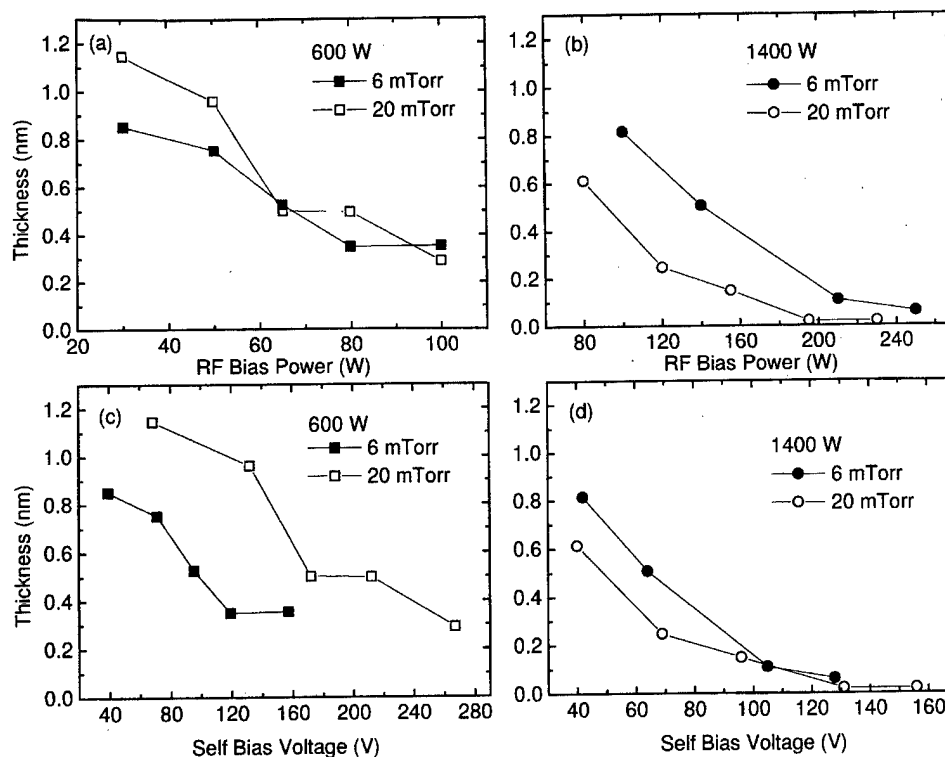 (a)
600 W
6 mTorr
20 mTorr
Thickness (nm)
1.2
1.0
0.8
0.6
0.4
0.2
0.0
20
40
60
80
100
RF Bias Power (W)
(b)
1400 W
6 mTorr
20 mTorr
1.2
1.0
0.8
0.6
0.4
0.2
0.0
80
120
160
200
240
RF Bias Power (W)
(c)
600 W
6 mTorr
20 mTorr
Thickness (nm)
1.2
1.0
0.8
0.6
0.4
0.2
0.0
40
80
120
160
200
240
280
Self Bias Voltage (V)
(d)
1400 W
6 mTorr
20 mTorr
1.2
1.0
0.8
0.6
0.4
0.2
0.0
40
60
80
100
120
140
160
Self Bias Voltage (V)